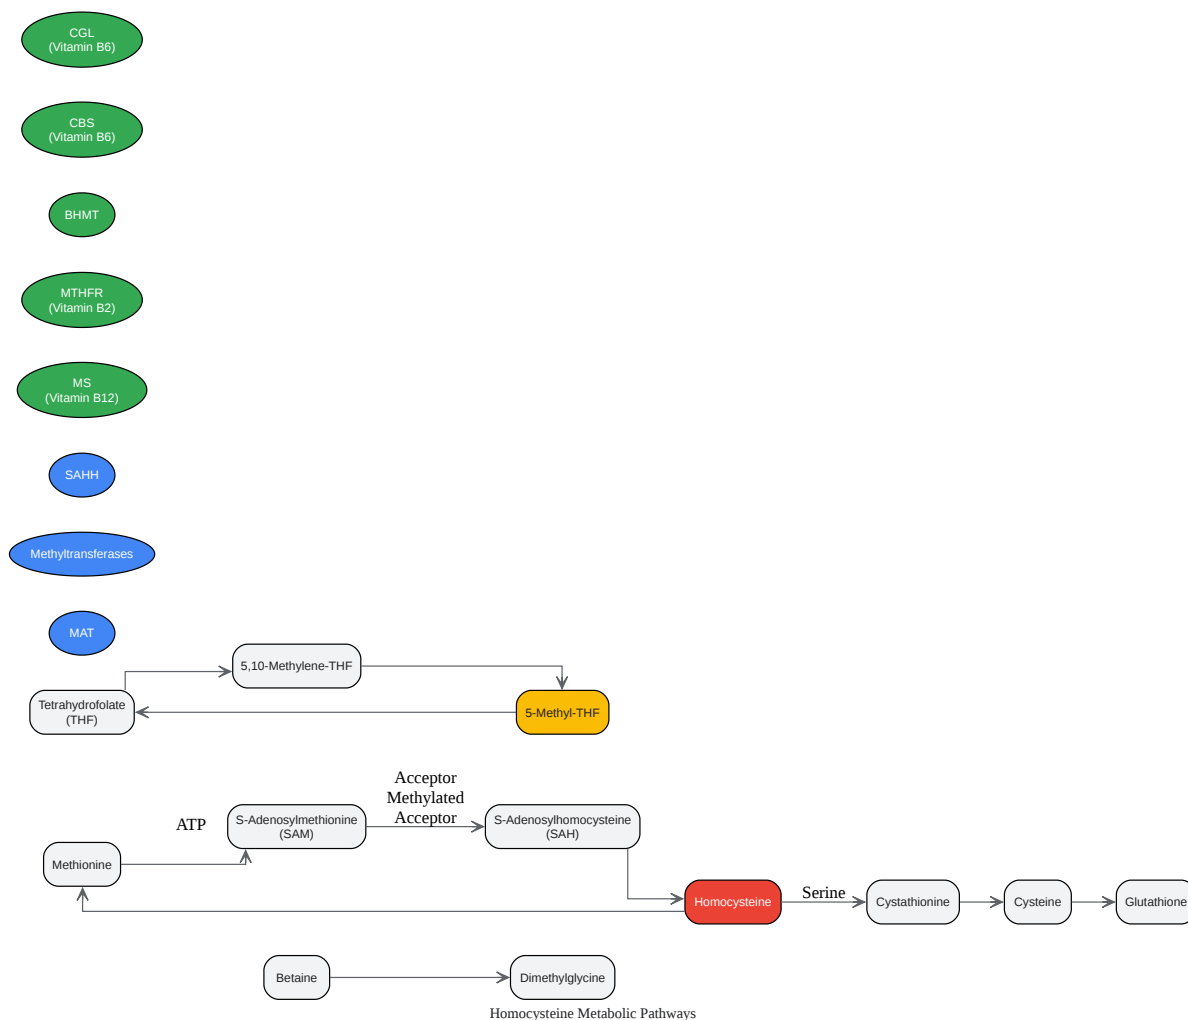 CGL
(Vitamin B6)
CBS
(Vitamin B6)
BHMT
MTHFR
(Vitamin B2)
MS
(Vitamin B12)
SAHH
Methyltransferases
MAT
5,10-Methylene-THF
Tetrahydrofolate
(THF)
5-Methyl-THF
Acceptor
Methylated
Acceptor
ATP
S-Adenosylmethionine
(SAM)
S-Adenosylhomocysteine
(SAH)
Methionine
Homocysteine
Serine
Cystathionine
Cysteine
Glutathione
Betaine
Dimethylglycine
Homocysteine Metabolic Pathways